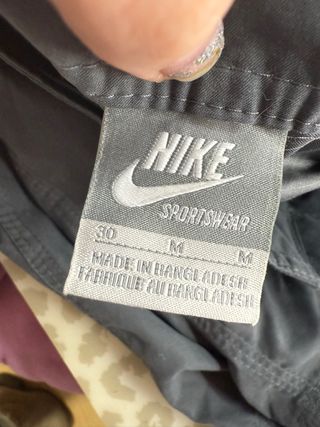 NIKE
SPORTSWEAR
30 M M
MADE IN BANGLADESH
FABRIQUE AU BANGLADESH